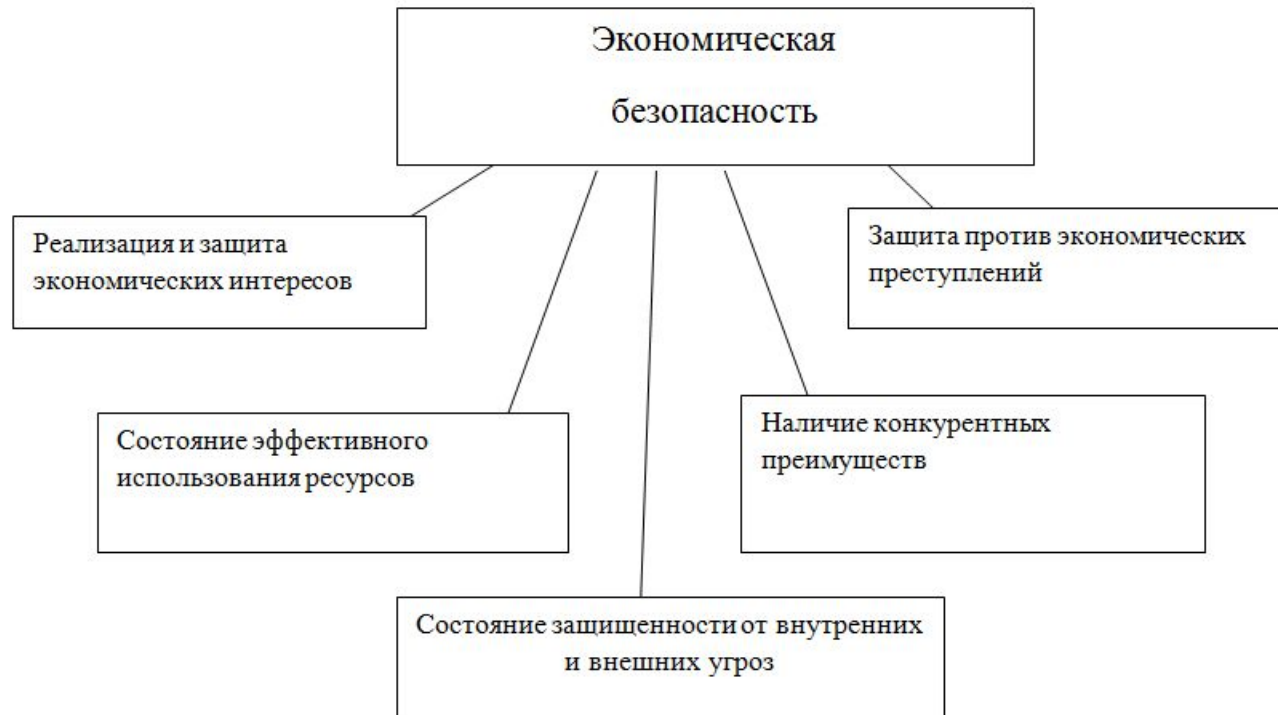 Экономическая
безопасность
Реализация и защита
экономических интересов
Защита против экономических
преступлений
Состояние эффективного
использования ресурсов
Наличие конкурентных
преимуществ
Состояние защищенности от внутренних
и внешних угроз